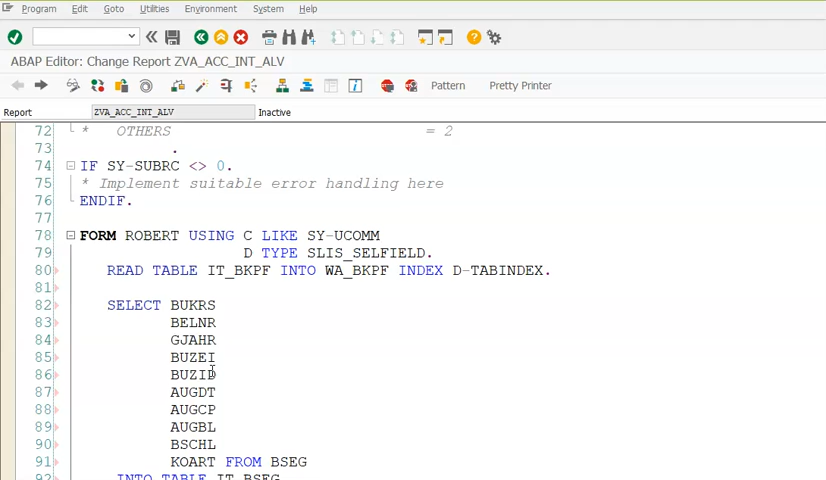 Program Edit Goto Utilities Environment System Help
ABAP Editor: Change Report ZVA_ACC_INT_ALV
Pattern Pretty Printer
Report ZVA_ACC_INT_ALV Inactive
72 * OTHERS = 2
73 .
74 IF SY-SUBRC <> 0.
75 * Implement suitable error handling here
76 ENDIF.
77
78 FORM ROBERT USING C LIKE SY-UCOMM
79 D TYPE SLIS_SELFIELD.
80 READ TABLE IT_BKPF INTO WA_BKPF INDEX D-TABINDEX.
81
82 SELECT BUKRS
83 BELNR
84 GJAHR
85 BUZEI
86 BUZID
87 AUGDT
88 AUGCP
89 AUGBL
90 BSCHL
91 KOART FROM BSEG
92 INTO TABLE IT_BSEG